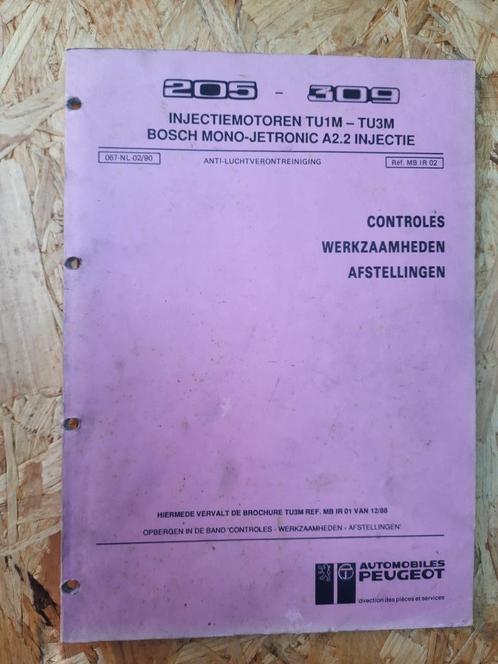 205 - 309
INJECTIEMOTOREN TU1M – TU3M
BOSCH MONO-JETRONIC A2.2 INJECTIE
067-NL-02/90 ANTI-LUCHTVERONTREINIGING Réf. MB IR 02
CONTROLES
WERKZAAMHEDEN
AFSTELLINGEN
HIERMEDE VERVALT DE BROCHURE TU3M REF. MB IR 01 VAN 12/88
OPBERGEN IN DE BAND 'CONTROLES - WERKZAAMHEDEN - AFSTELLINGEN'
AUTOMOBILES
PEUGEOT
direction des pièces et services